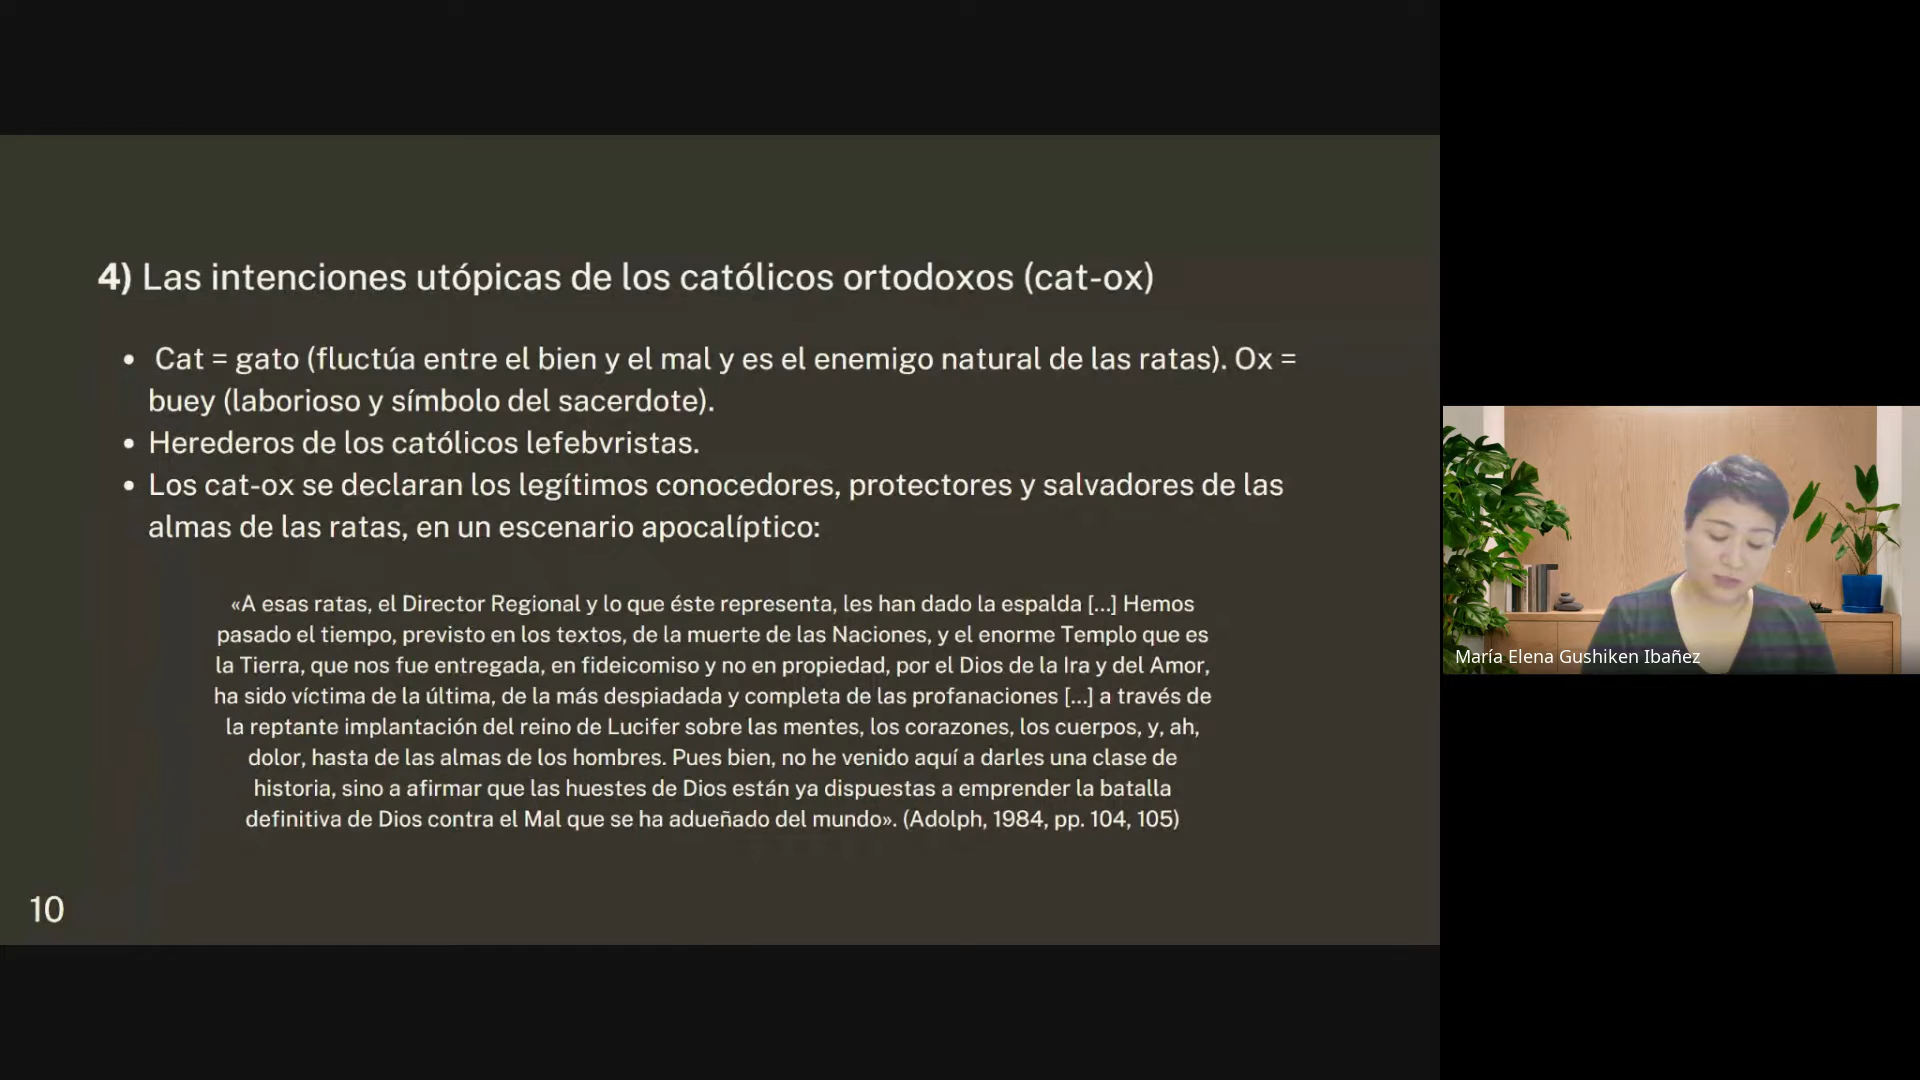 4) Las intenciones utópicas de los católicos ortodoxos (cat-ox)
• Cat = gato (fluctúa entre el bien y el mal y es el enemigo natural de las ratas). Ox =
buey (laborioso y símbolo del sacerdote).
• Herederos de los católicos lefebvristas.
• Los cat-ox se declaran los legítimos conocedores, protectores y salvadores de las
almas de las ratas, en un escenario apocalíptico:
«A esas ratas, el Director Regional y lo que éste representa, les han dado la espalda [...] Hemos
pasado el tiempo, previsto en los textos, de la muerte de las Naciones, y el enorme Templo que es
la Tierra, que nos fue entregada, en fideicomiso y no en propiedad, por el Dios de la Ira y del Amor,
ha sido víctima de la última, de la más despiadada y completa de las profanaciones [...] a través de
la reptante implantación del reino de Lucifer sobre las mentes, los corazones, los cuerpos, y, ah,
dolor, hasta de las almas de los hombres. Pues bien, no he venido aquí a darles una clase de
historia, sino a afirmar que las huestes de Dios están ya dispuestas a emprender la batalla
definitiva de Dios contra el Mal que se ha adueñado del mundo». (Adolph, 1984, pp. 104, 105)
10
María Elena Gushiken Ibañez